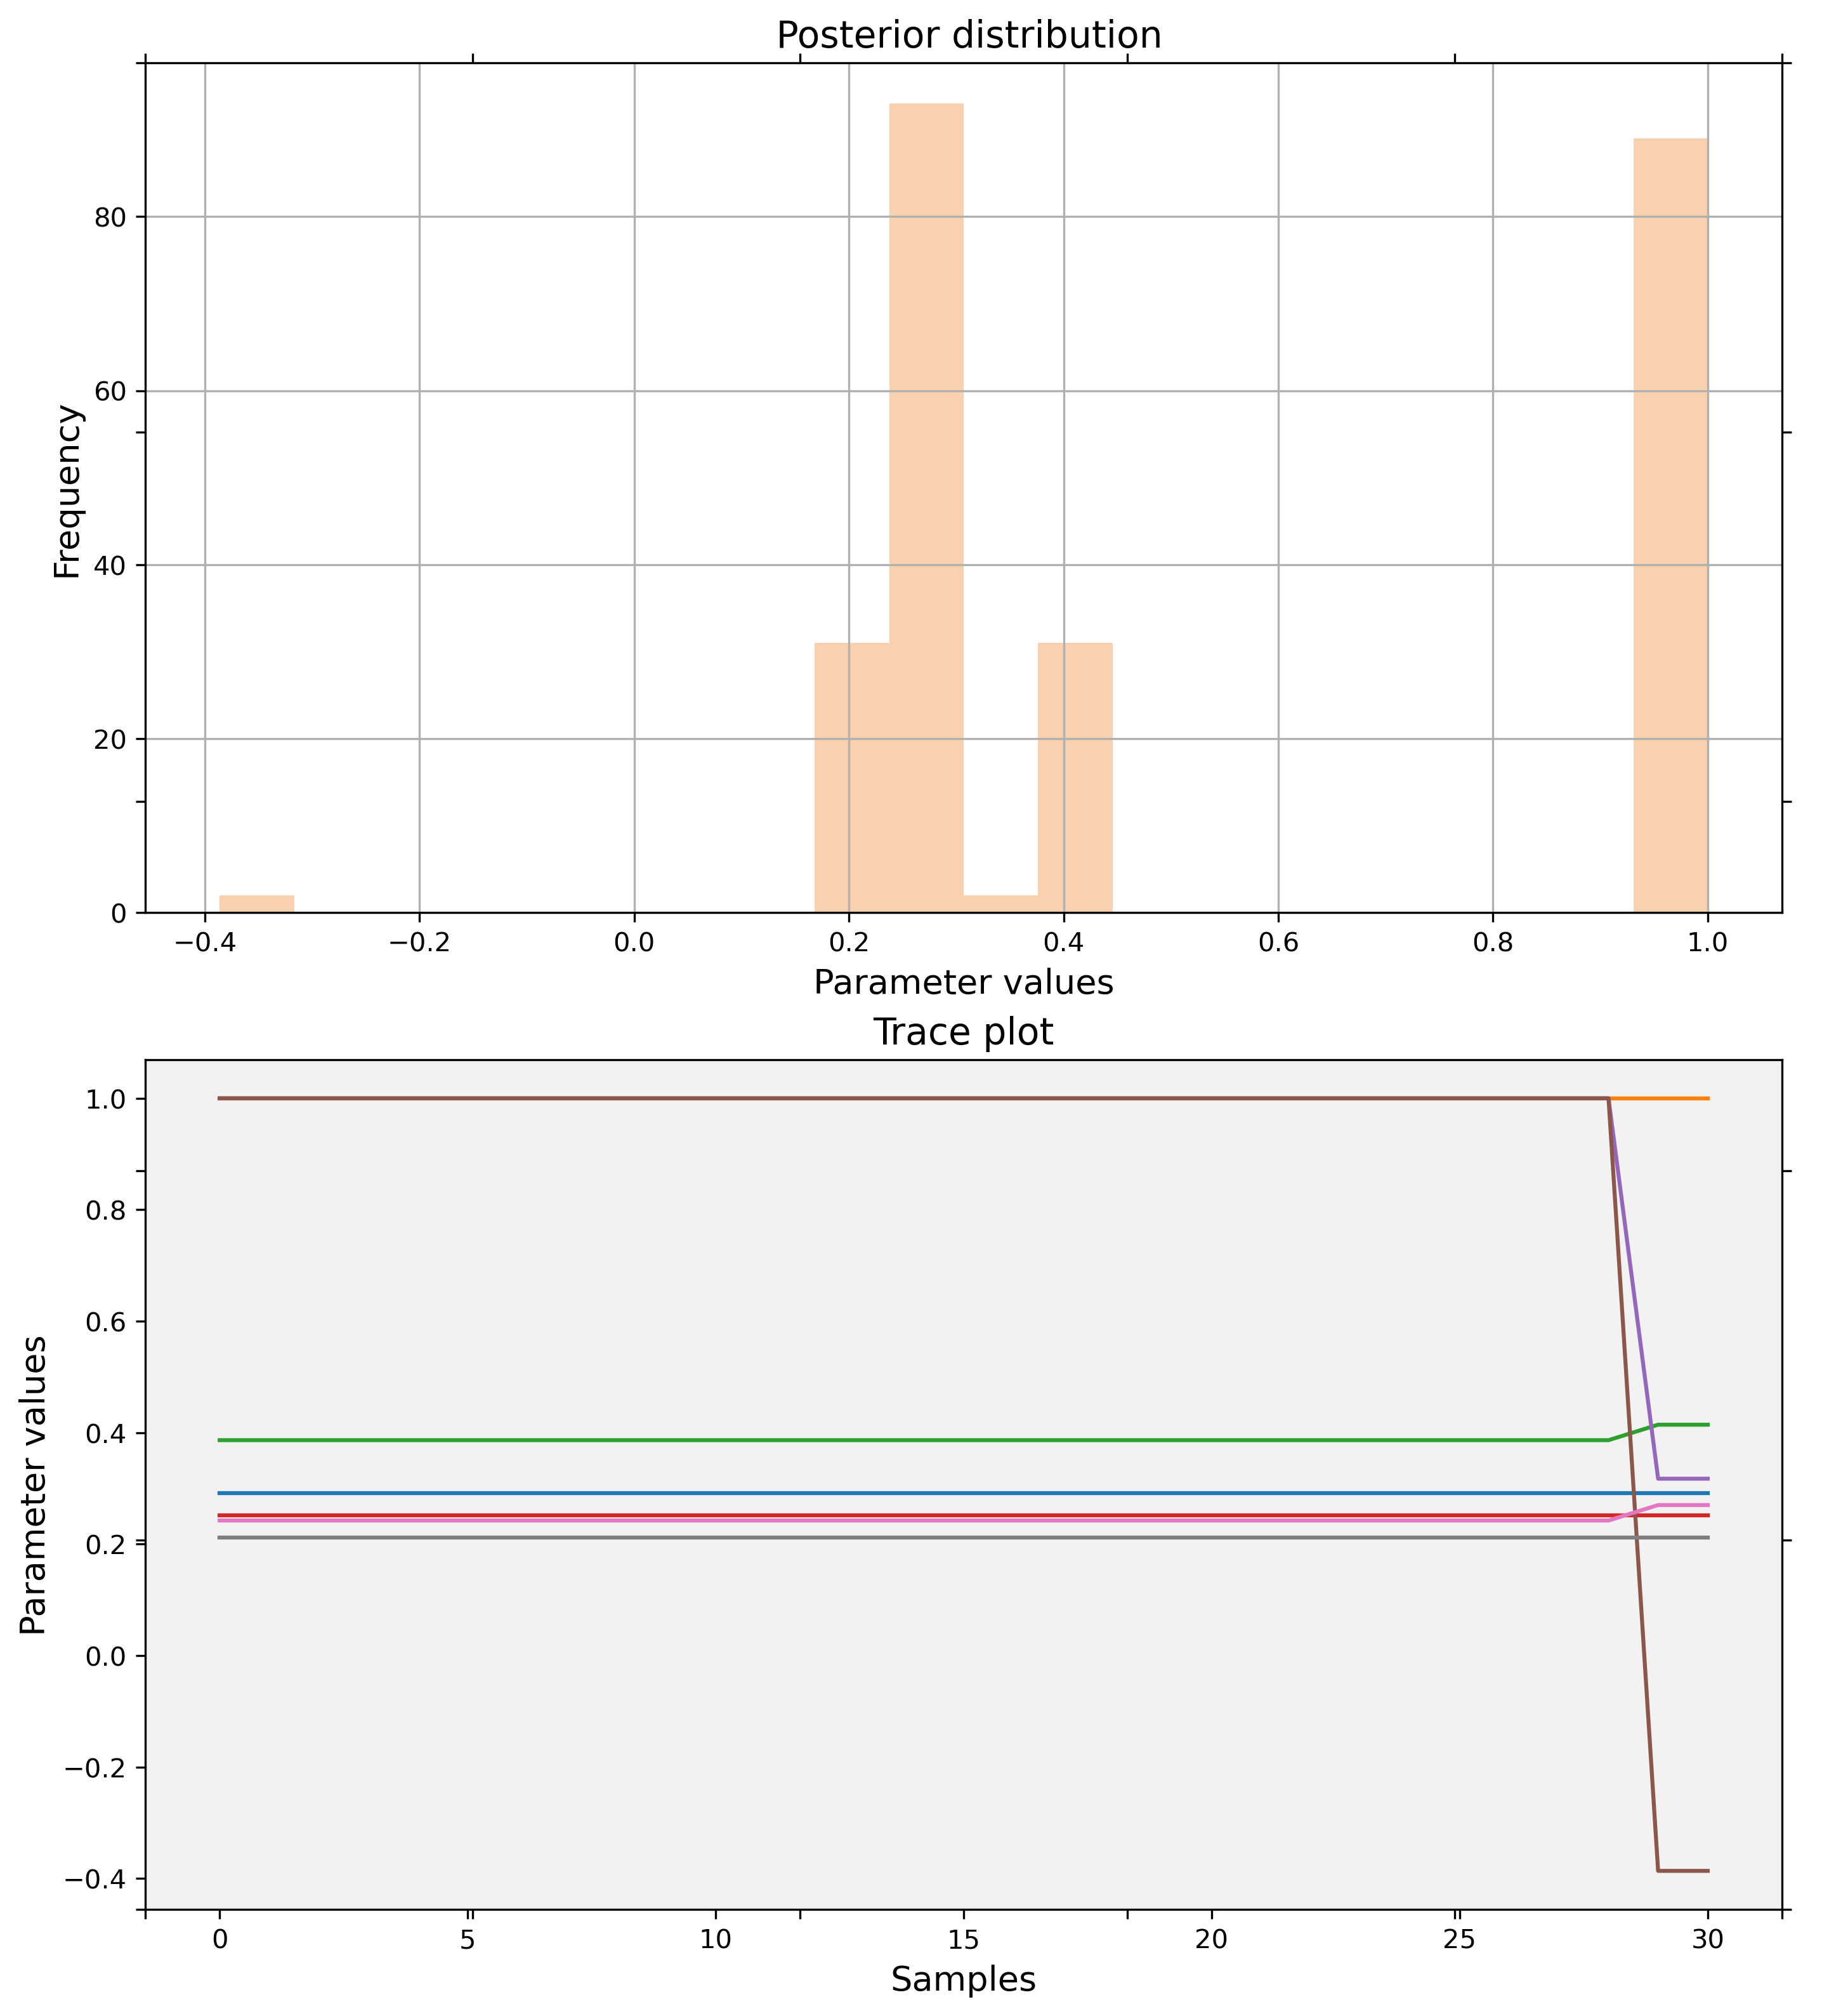 Posterior distribution
80
60
40
20
0
Frequency
−0.4 −0.2 0.0 0.2 0.4 0.6 0.8 1.0
Parameter values
Trace plot
1.0
0.8
0.6
0.4
0.2
0.0
−0.2
−0.4
Parameter values
0 5 10 15 20 25 30
Samples